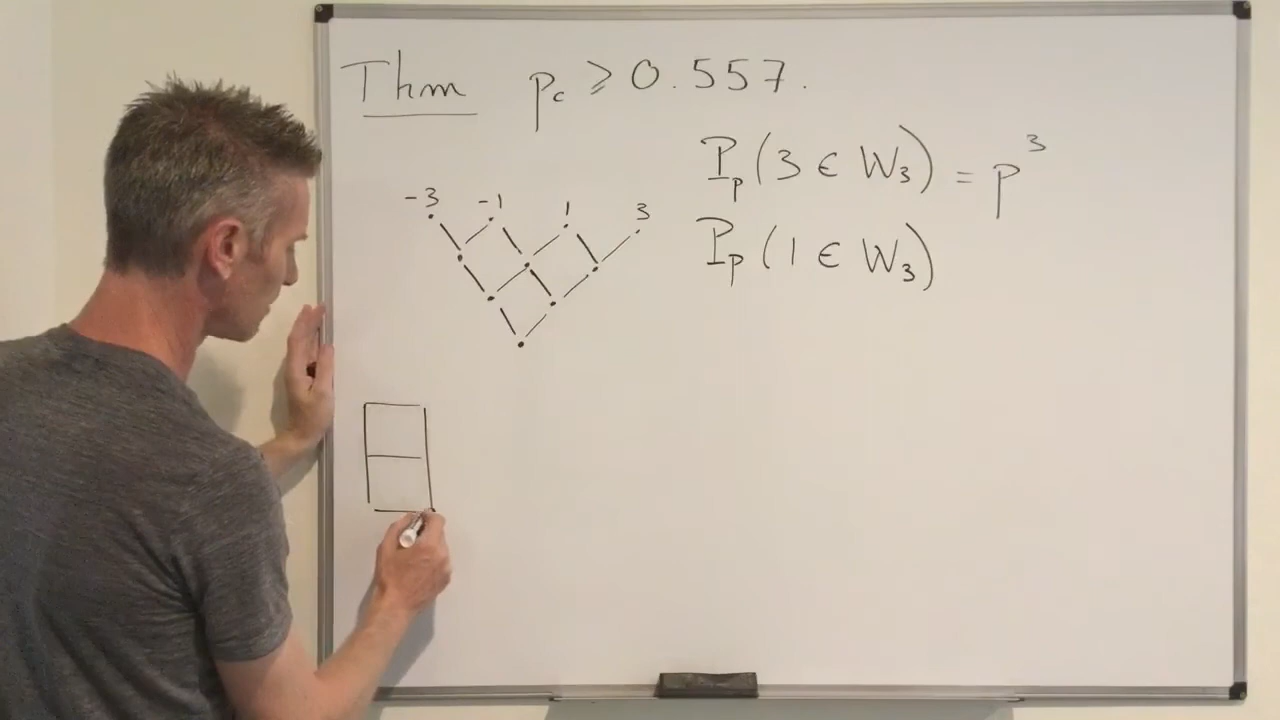 Thm p_c ≥ 0.557.
ℙ_p(3 ∈ W_3) = p^3
-3 -1 1 3
ℙ_p(1 ∈ W_3)